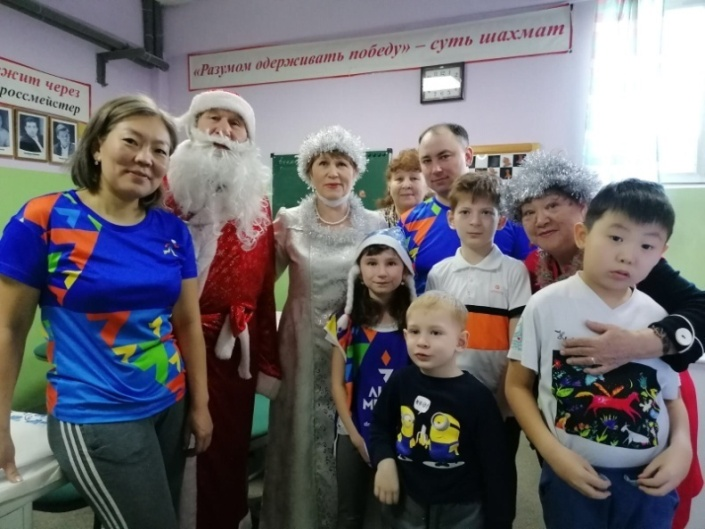 «Разумом одерживать победу» – суть шахмат
жит через
россмейстер